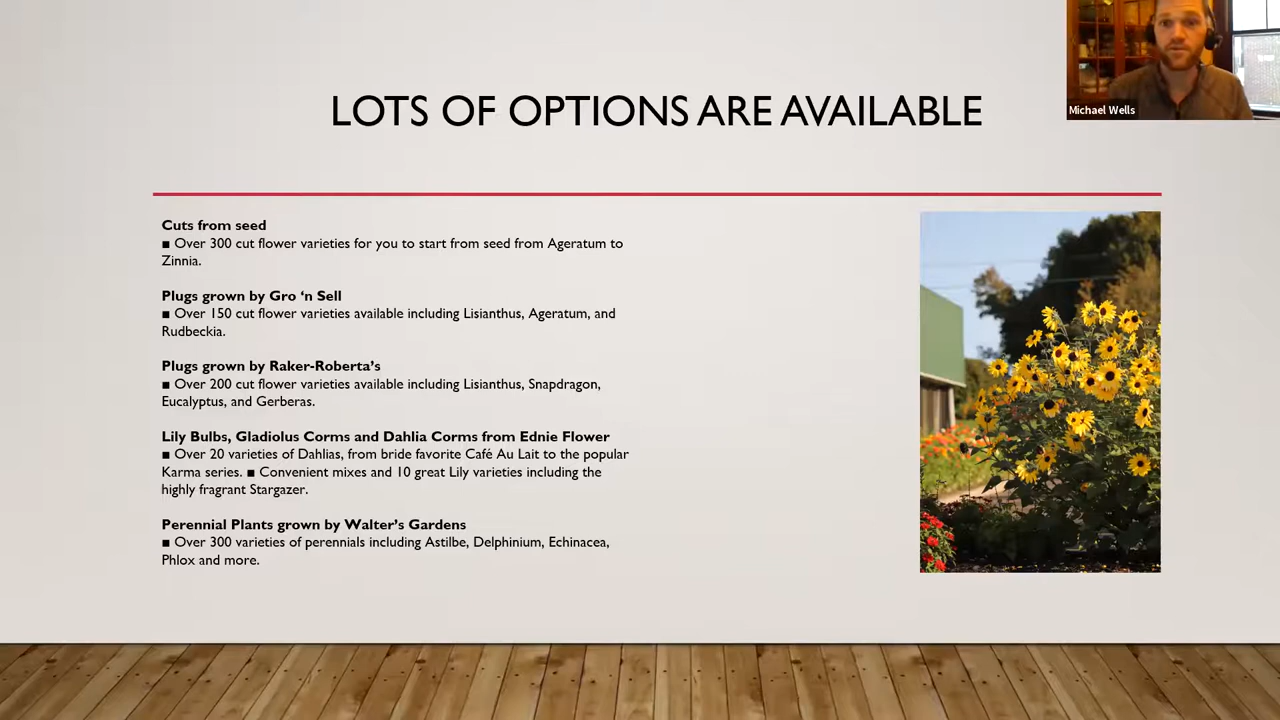 LOTS OF OPTIONS ARE AVAILABLE
Michael Wells
Cuts from seed
■ Over 300 cut flower varieties for you to start from seed from Ageratum to
Zinnia.
Plugs grown by Gro ‘n Sell
■ Over 150 cut flower varieties available including Lisianthus, Ageratum, and
Rudbeckia.
Plugs grown by Raker-Roberta’s
■ Over 200 cut flower varieties available including Lisianthus, Snapdragon,
Eucalyptus, and Gerberas.
Lily Bulbs, Gladiolus Corms and Dahlia Corms from Ednie Flower
■ Over 20 varieties of Dahlias, from bride favorite Café Au Lait to the popular
Karma series. ■ Convenient mixes and 10 great Lily varieties including the
highly fragrant Stargazer.
Perennial Plants grown by Walter’s Gardens
■ Over 300 varieties of perennials including Astilbe, Delphinium, Echinacea,
Phlox and more.